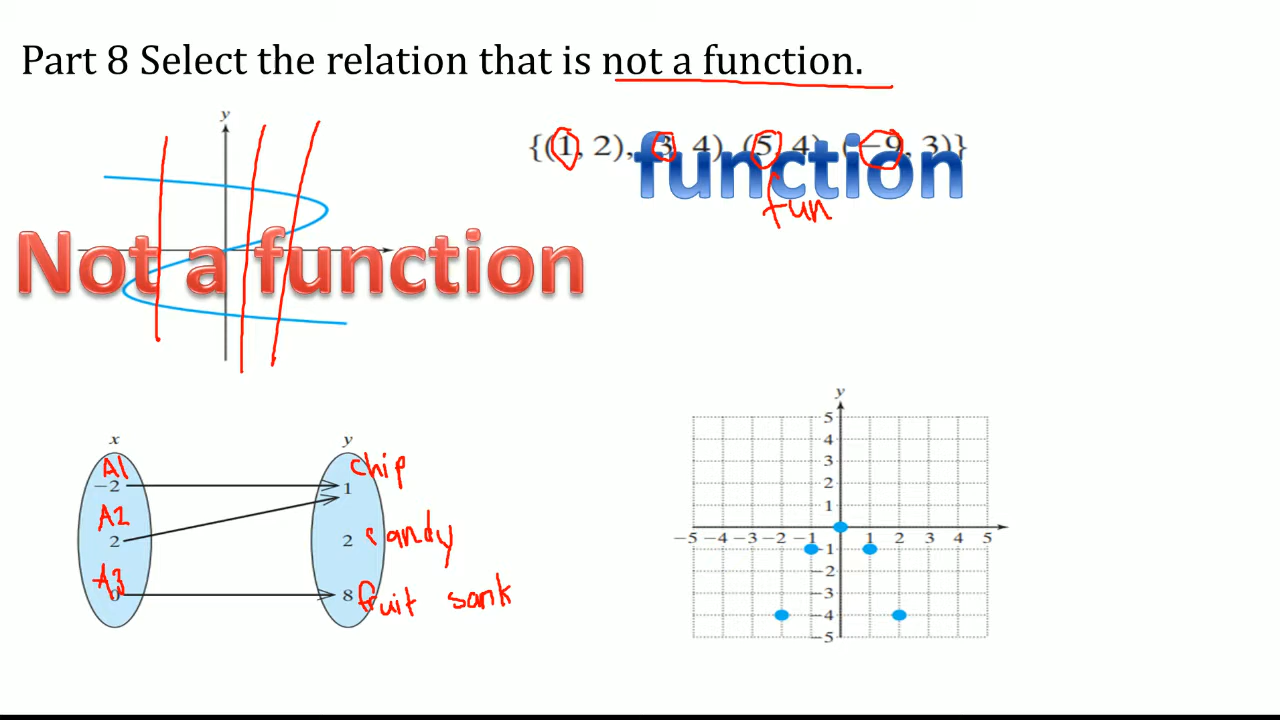 Part 8 Select the relation that is not a function.
y
{(1, 2), (3, 4), (5, 4), (−9, 3)}
function
fun
Not a function
x
y
A1
chip
−2
1
A2
2
2
candy
A3
0
8
fruit sank
y
5
4
3
2
1
−5 −4 −3 −2 −1 1 2 3 4 5
−1
−2
−3
−4
−5